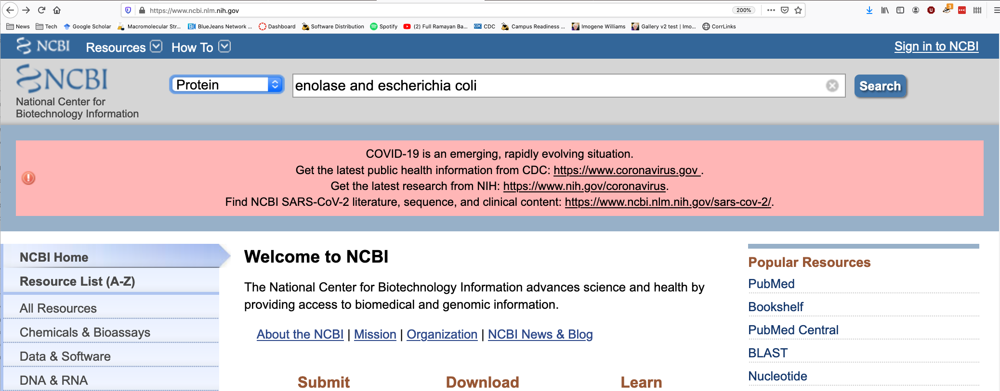 https://www.ncbi.nlm.nih.gov 200% 3
News Tech Google Scholar Macromolecular Str... BlueJeans Network ... Dashboard Software Distribution Spotify (2) Full Ramayan Ba... CDC Campus Readiness ... Imogene Williams Gallery v2 test | Imo... CorrLinks
NCBI Resources How To Sign in to NCBI
NCBI
National Center for
Biotechnology Information
Protein enolase and escherichia coli Search
COVID-19 is an emerging, rapidly evolving situation.
Get the latest public health information from CDC: https://www.coronavirus.gov .
Get the latest research from NIH: https://www.nih.gov/coronavirus.
Find NCBI SARS-CoV-2 literature, sequence, and clinical content: https://www.ncbi.nlm.nih.gov/sars-cov-2/.
NCBI Home
Resource List (A-Z)
All Resources
Chemicals & Bioassays
Data & Software
DNA & RNA
Welcome to NCBI
The National Center for Biotechnology Information advances science and health by
providing access to biomedical and genomic information.
About the NCBI | Mission | Organization | NCBI News & Blog
Submit Download Learn
Popular Resources
PubMed
Bookshelf
PubMed Central
BLAST
Nucleotide